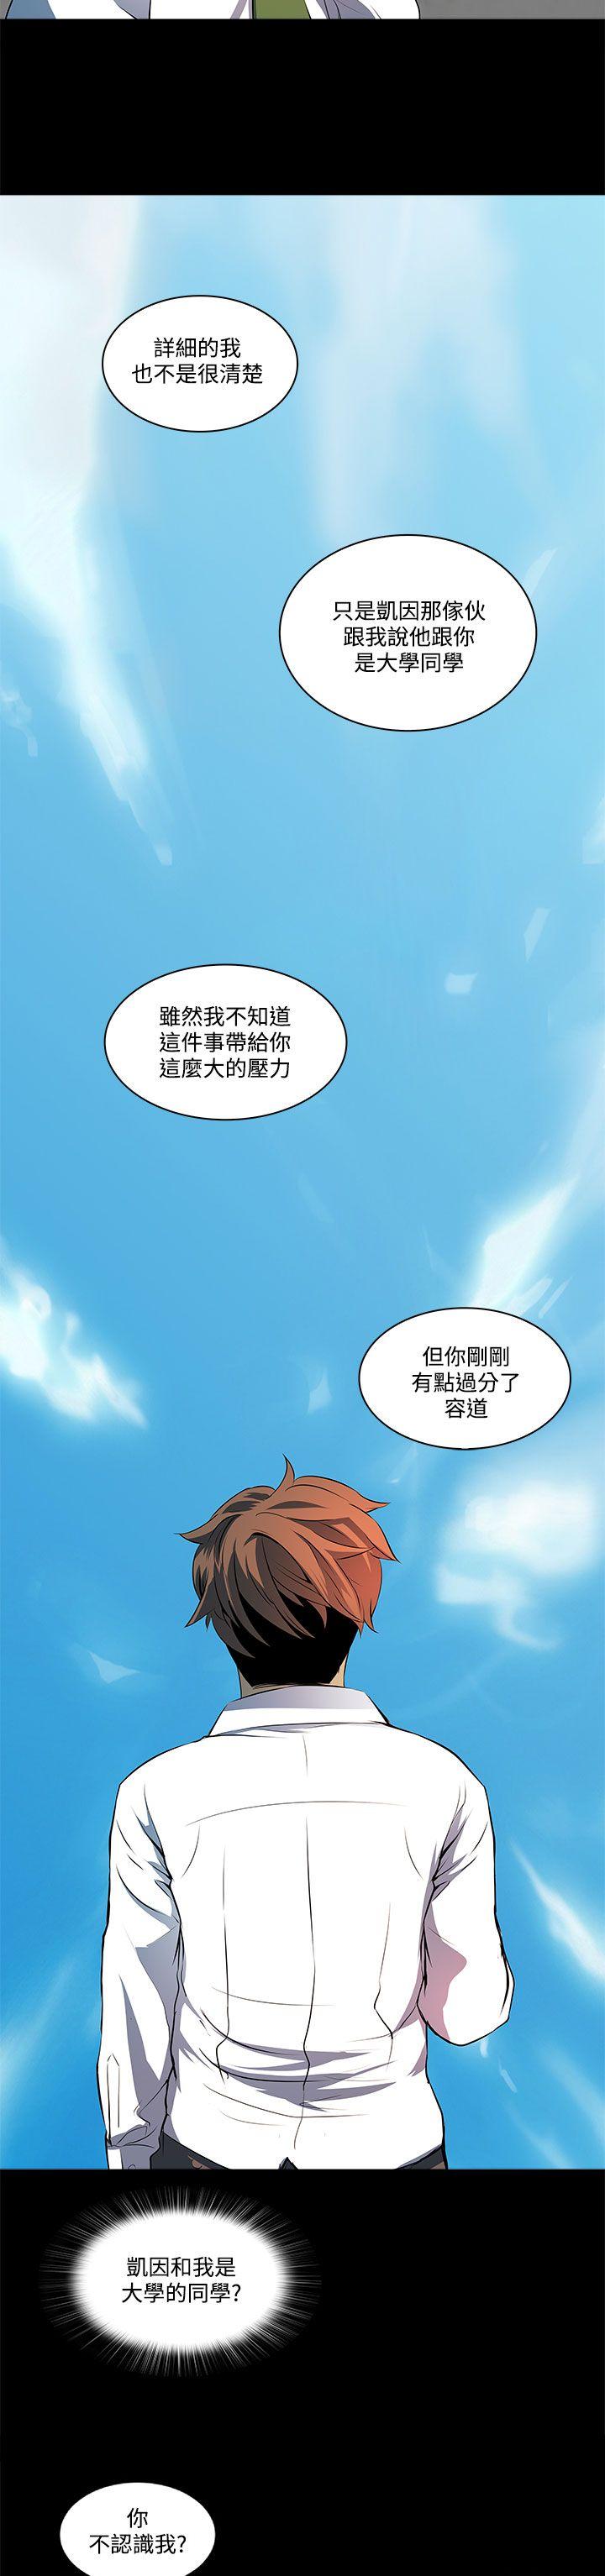 詳細的我
也不是很清楚
只是凱因那傢伙
跟我說他跟你
是大學同學
雖然我不知道
這件事帶給你
這麼大的壓力
但你剛剛
有點過分了
容道
凱因和我是
大學的同學?
你
不認識我?